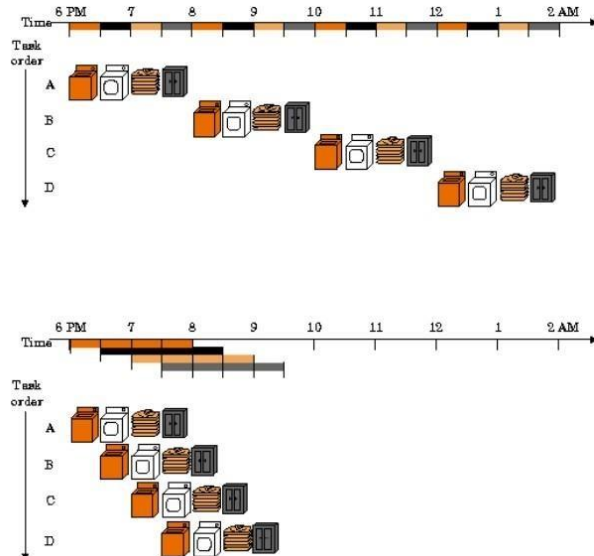 6 PM 7 8 9 10 11 12 1 2 AM
Time
Task
order
A
B
C
D
6 PM 7 8 9 10 11 12 1 2 AM
Time
Task
order
A
B
C
D